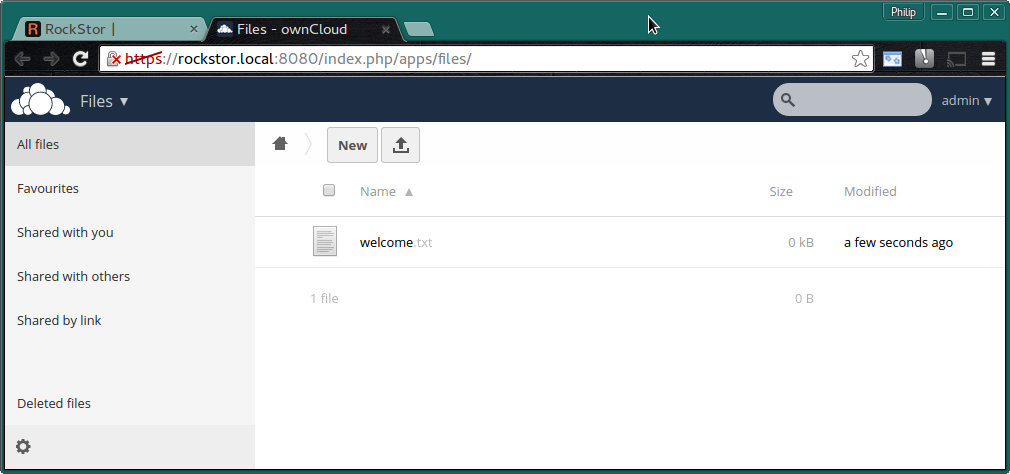 Philip
RockStor | Files - ownCloud
https://rockstor.local:8080/index.php/apps/files/
Files ▾ admin ▾
All files
New
Favourites
Name ▲ Size Modified
Shared with you
welcome.txt 0 kB a few seconds ago
Shared with others
1 file 0 B
Shared by link
Deleted files